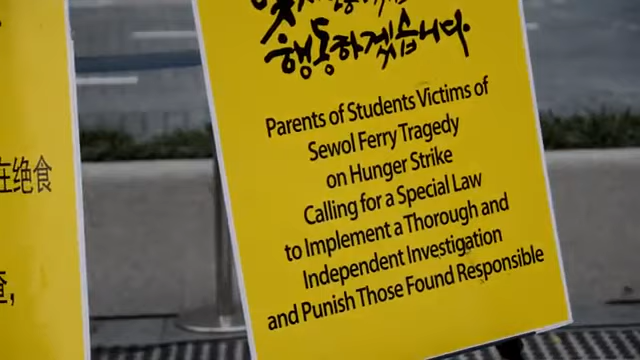 행동하겠습니다.
Parents of Students Victims of
Sewol Ferry Tragedy
on Hunger Strike
Calling for a Special Law
to Implement a Thorough and
Independent Investigation
and Punish Those Found Responsible
在绝食